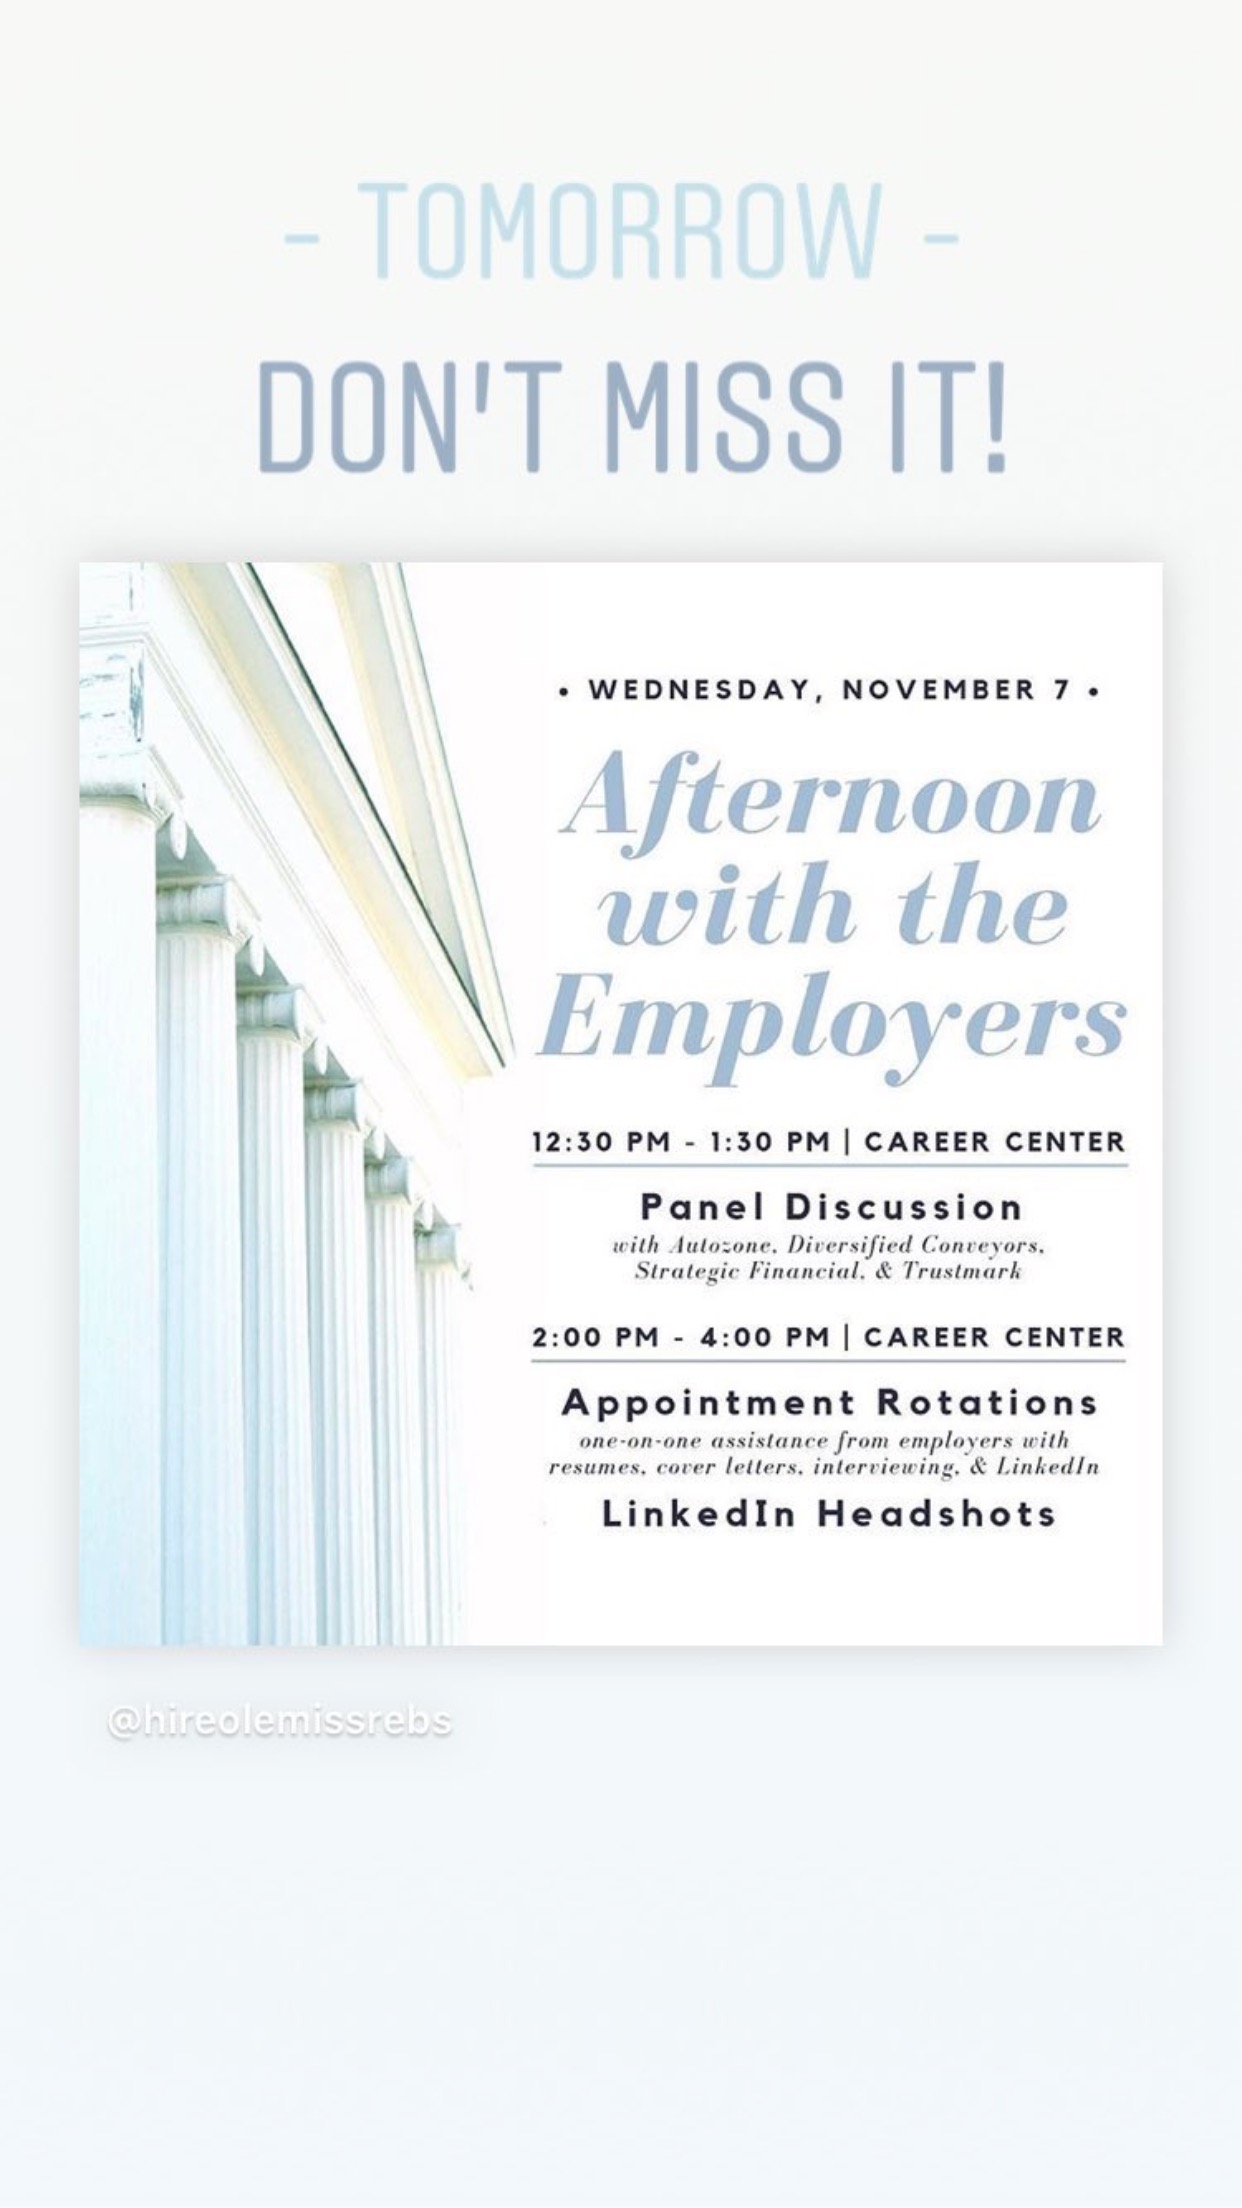 - TOMORROW -
DON'T MISS IT!
• WEDNESDAY, NOVEMBER 7 •
Afternoon
with the
Employers
12:30 PM - 1:30 PM | CAREER CENTER
Panel Discussion
with Autozone, Diversified Conveyors,
Strategic Financial, & Trustmark
2:00 PM - 4:00 PM | CAREER CENTER
Appointment Rotations
one-on-one assistance from employers with
resumes, cover letters, interviewing, & LinkedIn
LinkedIn Headshots
@hireolemissrebs